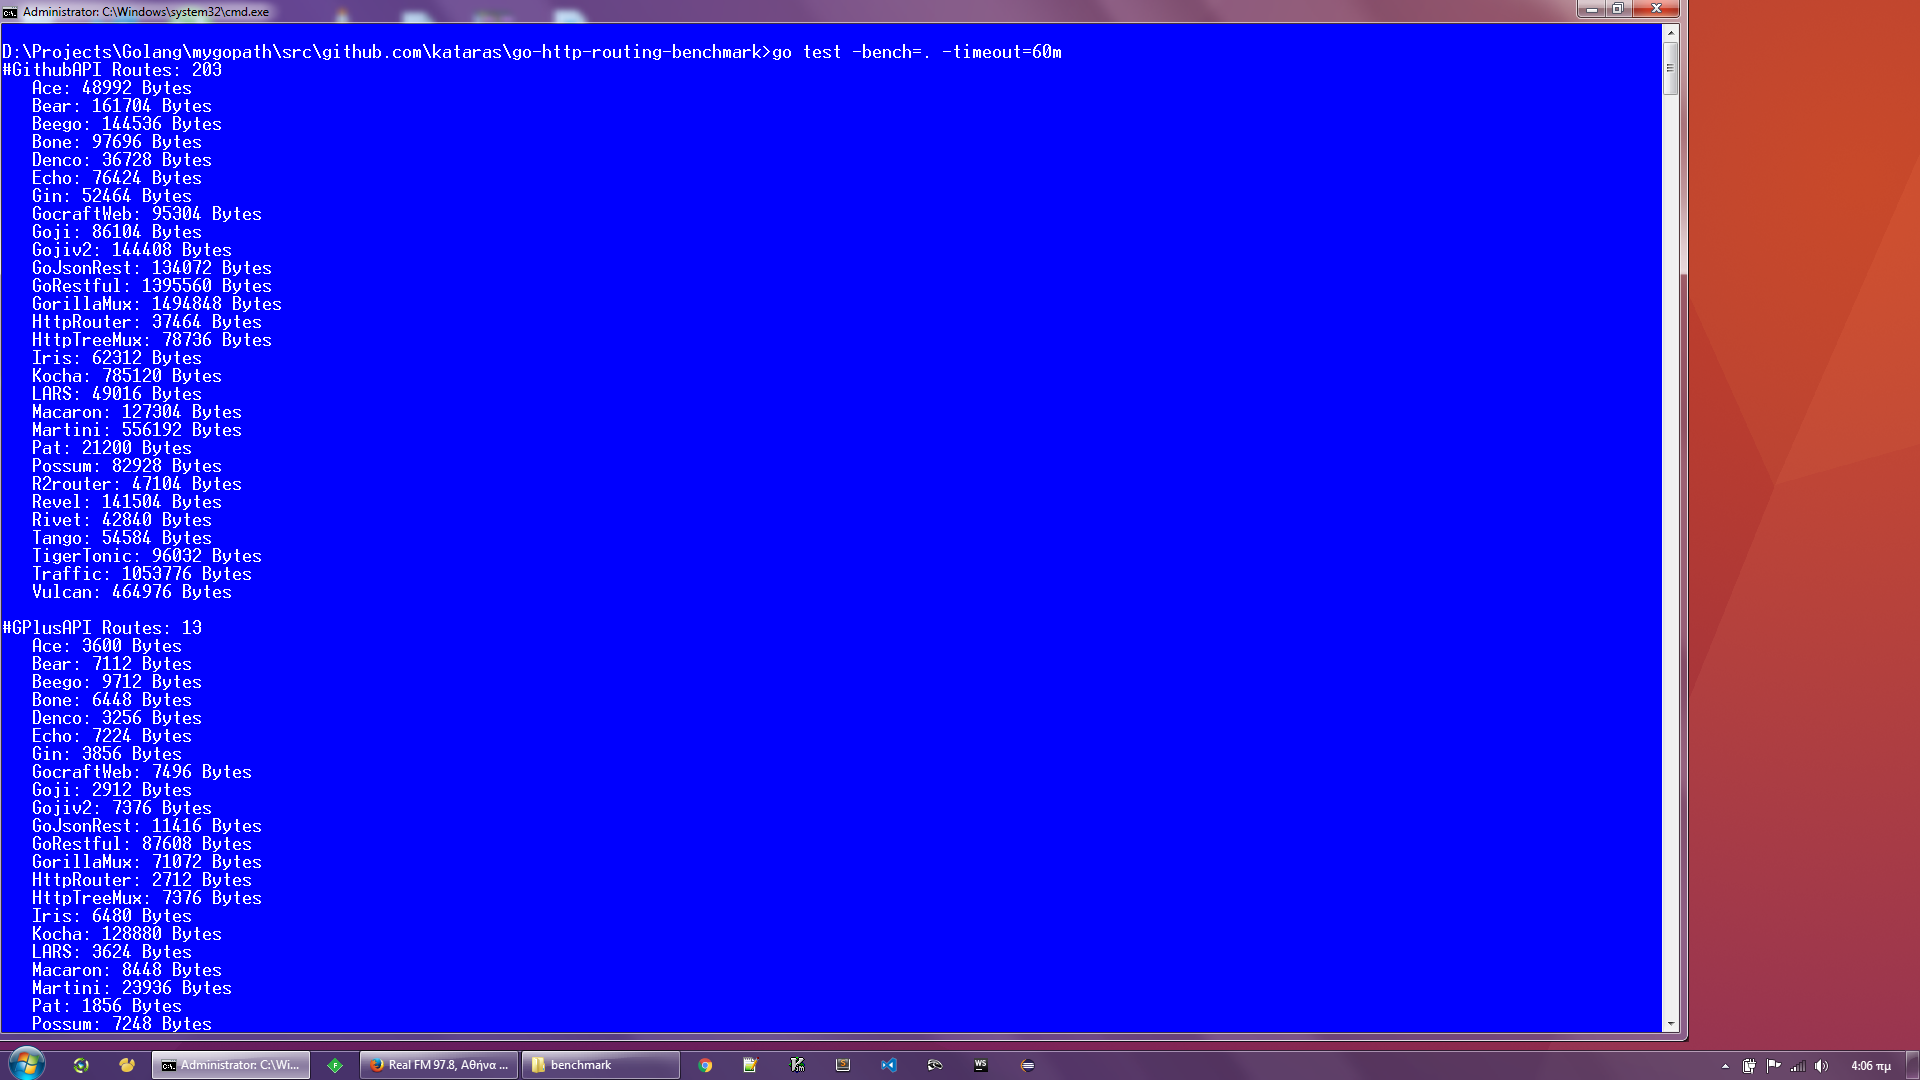 Administrator: C:\Windows\system32\cmd.exe
D:\Projects\Golang\mygopath\src\github.com\kataras\go-http-routing-benchmark>go test -bench=. -timeout=60m
#GithubAPI Routes: 203
Ace: 48992 Bytes
Bear: 161704 Bytes
Beego: 144536 Bytes
Bone: 97696 Bytes
Denco: 36728 Bytes
Echo: 76424 Bytes
Gin: 52464 Bytes
GocraftWeb: 95304 Bytes
Goji: 86104 Bytes
Gojiv2: 144408 Bytes
GoJsonRest: 134072 Bytes
GoRestful: 1395560 Bytes
GorillaMux: 1494848 Bytes
HttpRouter: 37464 Bytes
HttpTreeMux: 78736 Bytes
Iris: 62312 Bytes
Kocha: 785120 Bytes
LARS: 49016 Bytes
Macaron: 127304 Bytes
Martini: 556192 Bytes
Pat: 21200 Bytes
Possum: 82928 Bytes
R2router: 47104 Bytes
Revel: 141504 Bytes
Rivet: 42840 Bytes
Tango: 54584 Bytes
TigerTonic: 96032 Bytes
Traffic: 1053776 Bytes
Vulcan: 464976 Bytes
#GPlusAPI Routes: 13
Ace: 3600 Bytes
Bear: 7112 Bytes
Beego: 9712 Bytes
Bone: 6448 Bytes
Denco: 3256 Bytes
Echo: 7224 Bytes
Gin: 3856 Bytes
GocraftWeb: 7496 Bytes
Goji: 2912 Bytes
Gojiv2: 7376 Bytes
GoJsonRest: 11416 Bytes
GoRestful: 87608 Bytes
GorillaMux: 71072 Bytes
HttpRouter: 2712 Bytes
HttpTreeMux: 7376 Bytes
Iris: 6480 Bytes
Kocha: 128880 Bytes
LARS: 3624 Bytes
Macaron: 8448 Bytes
Martini: 23936 Bytes
Pat: 1856 Bytes
Possum: 7248 Bytes
Administrator: C:\Wi...
Real FM 97.8, Αθήνα ...
benchmark
WS
4:06 πμ